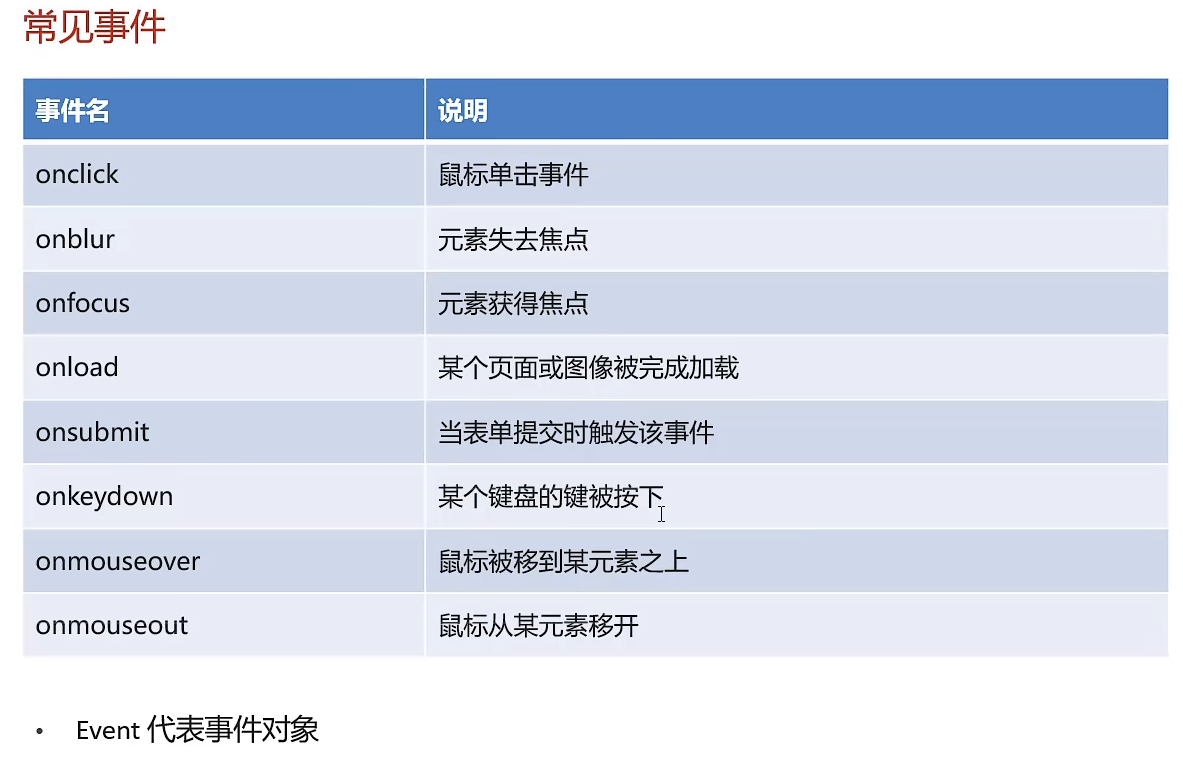 常见事件
事件名 说明
onclick 鼠标单击事件
onblur 元素失去焦点
onfocus 元素获得焦点
onload 某个页面或图像被完成加载
onsubmit 当表单提交时触发该事件
onkeydown 某个键盘的键被按下
onmouseover 鼠标被移到某元素之上
onmouseout 鼠标从某元素移开
• Event 代表事件对象